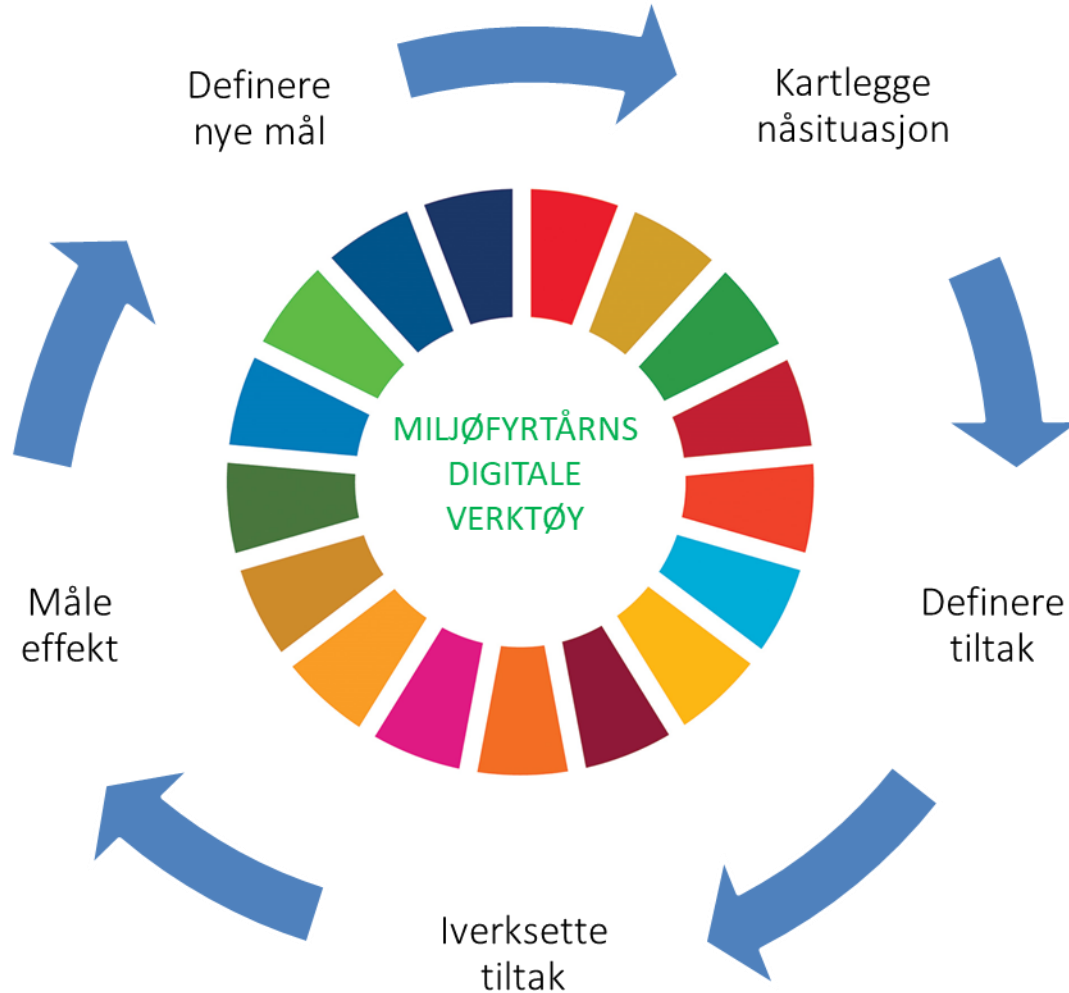 Definere
nye mål
Kartlegge
nåsituasjon
MILJØFYRTÅRNS
DIGITALE
VERKTØY
Måle
effekt
Definere
tiltak
Iverksette
tiltak